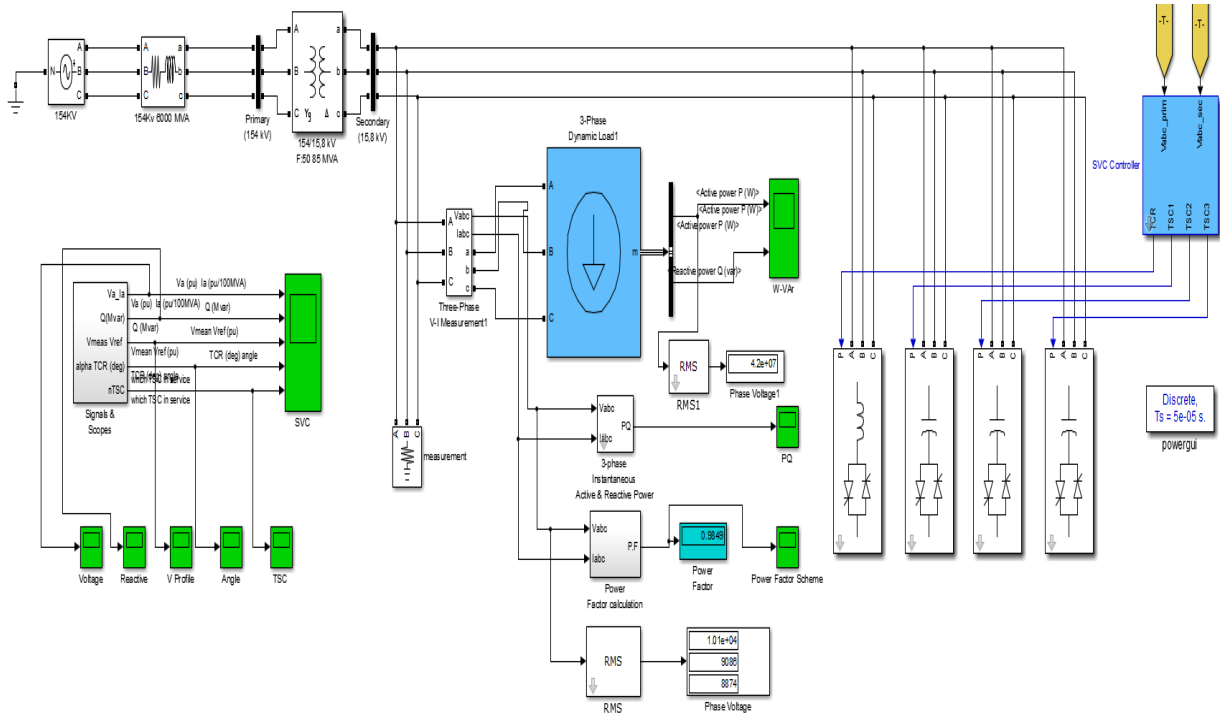 N
A
B
C
154KV
A
B
C
a
b
c
154Kv 6000 MVA
Primary
(154 kV)
A
B
C
a
b
c
Yg
Δ
154/15,8 kV
F:50 85 MVA
Secondary
(15,8 kV)
-T-
-T-
Vabc_prim
Vabc_sec
SVC Controller
TCR
TSC1
TSC2
TSC3
3-Phase
Dynamic Load1
A
B
C
m
<Active power P (W)>
<Active power P (W)>
<Active power P (W)>
<Reactive power Q (var)>
W-VAr
A
B
C
Vabc
Iabc
a
b
c
Three-Phase
V-I Measurement1
RMS
RMS1
4.2e+07
Phase Voltage1
Va_Ia
Q(Mvar)
Vmeas Vref
alpha TCR (deg)
nTSC
Signals &
Scopes
Va (pu) Ia (pu/100MVA)
Va (pu) Ia (pu/100MVA)
Q (Mvar)
Q (Mvar)
Vmean Vref (pu)
Vmean Vref (pu)
TCR (deg) angle
TCR (deg) angle
which TSC in service
which TSC in service
SVC
A
B
C
measurement
Vabc
Iabc
PQ
3-phase
Instantaneous
Active & Reactive Power
PQ
P
A
B
C
P
A
B
C
P
A
B
C
P
A
B
C
Discrete,
Ts = 5e-05 s.
powergui
Vabc
Iabc
P.F
Power
Factor calculation
0.9849
Power
Factor
Power Factor Scheme
Voltage
Reactive
V Profile
Angle
TSC
RMS
RMS
1.01e+04
9086
8874
Phase Voltage